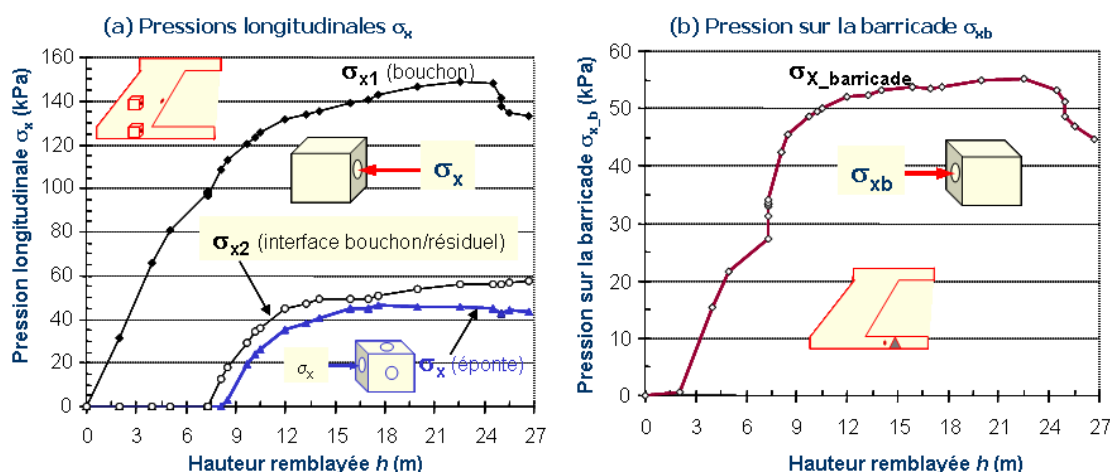 (a) Pressions longitudinales σx
Pression longitudinale σx (kPa)
160
140
120
100
80
60
40
20
0
σx1 (bouchon)
σx
σx2 (interface bouchon/résiduel)
σx
σx (éponte)
0 3 6 9 12 15 18 21 24 27
Hauteur remblayée h (m)
(b) Pression sur la barricade σxb
Pression sur la barricade σx_b (kPa)
60
50
40
30
20
10
0
σX_barricade
σxb
0 3 6 9 12 15 18 21 24 27
Hauteur remblayée h (m)